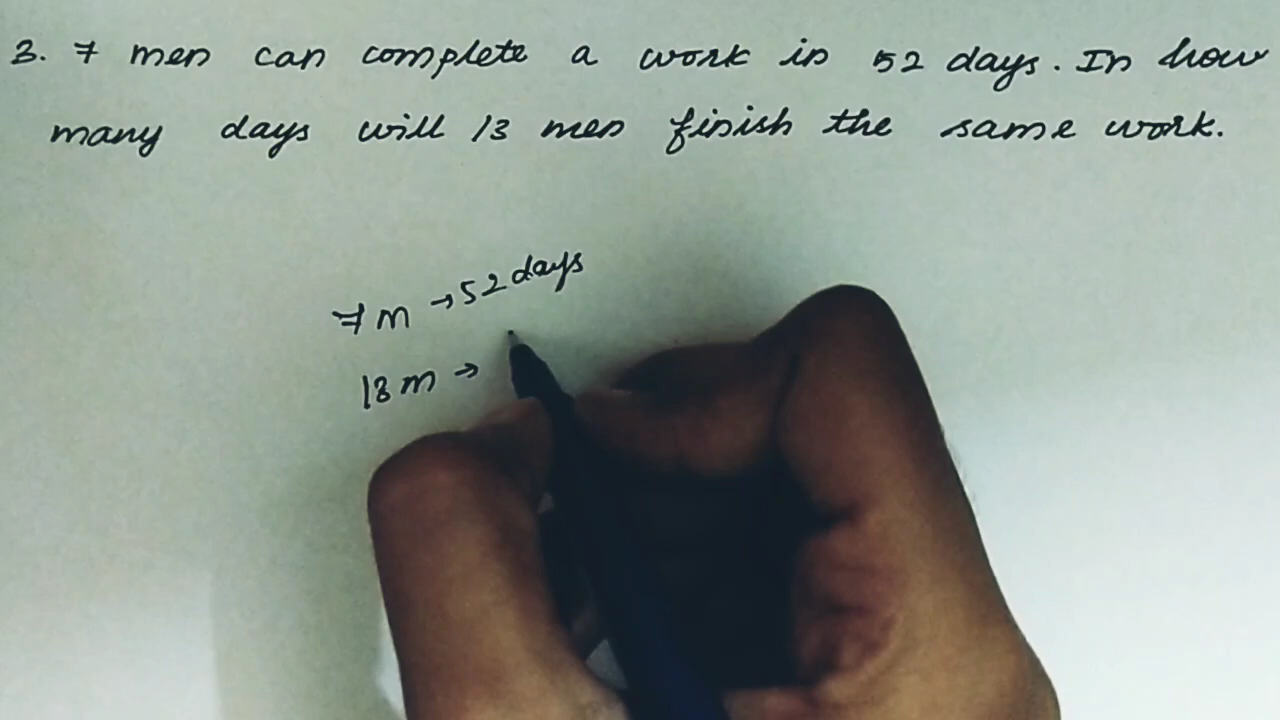 3. 7 men can complete a work in 52 days. In how
many days will 13 men finish the same work.
7 m → 52 days
13 m →